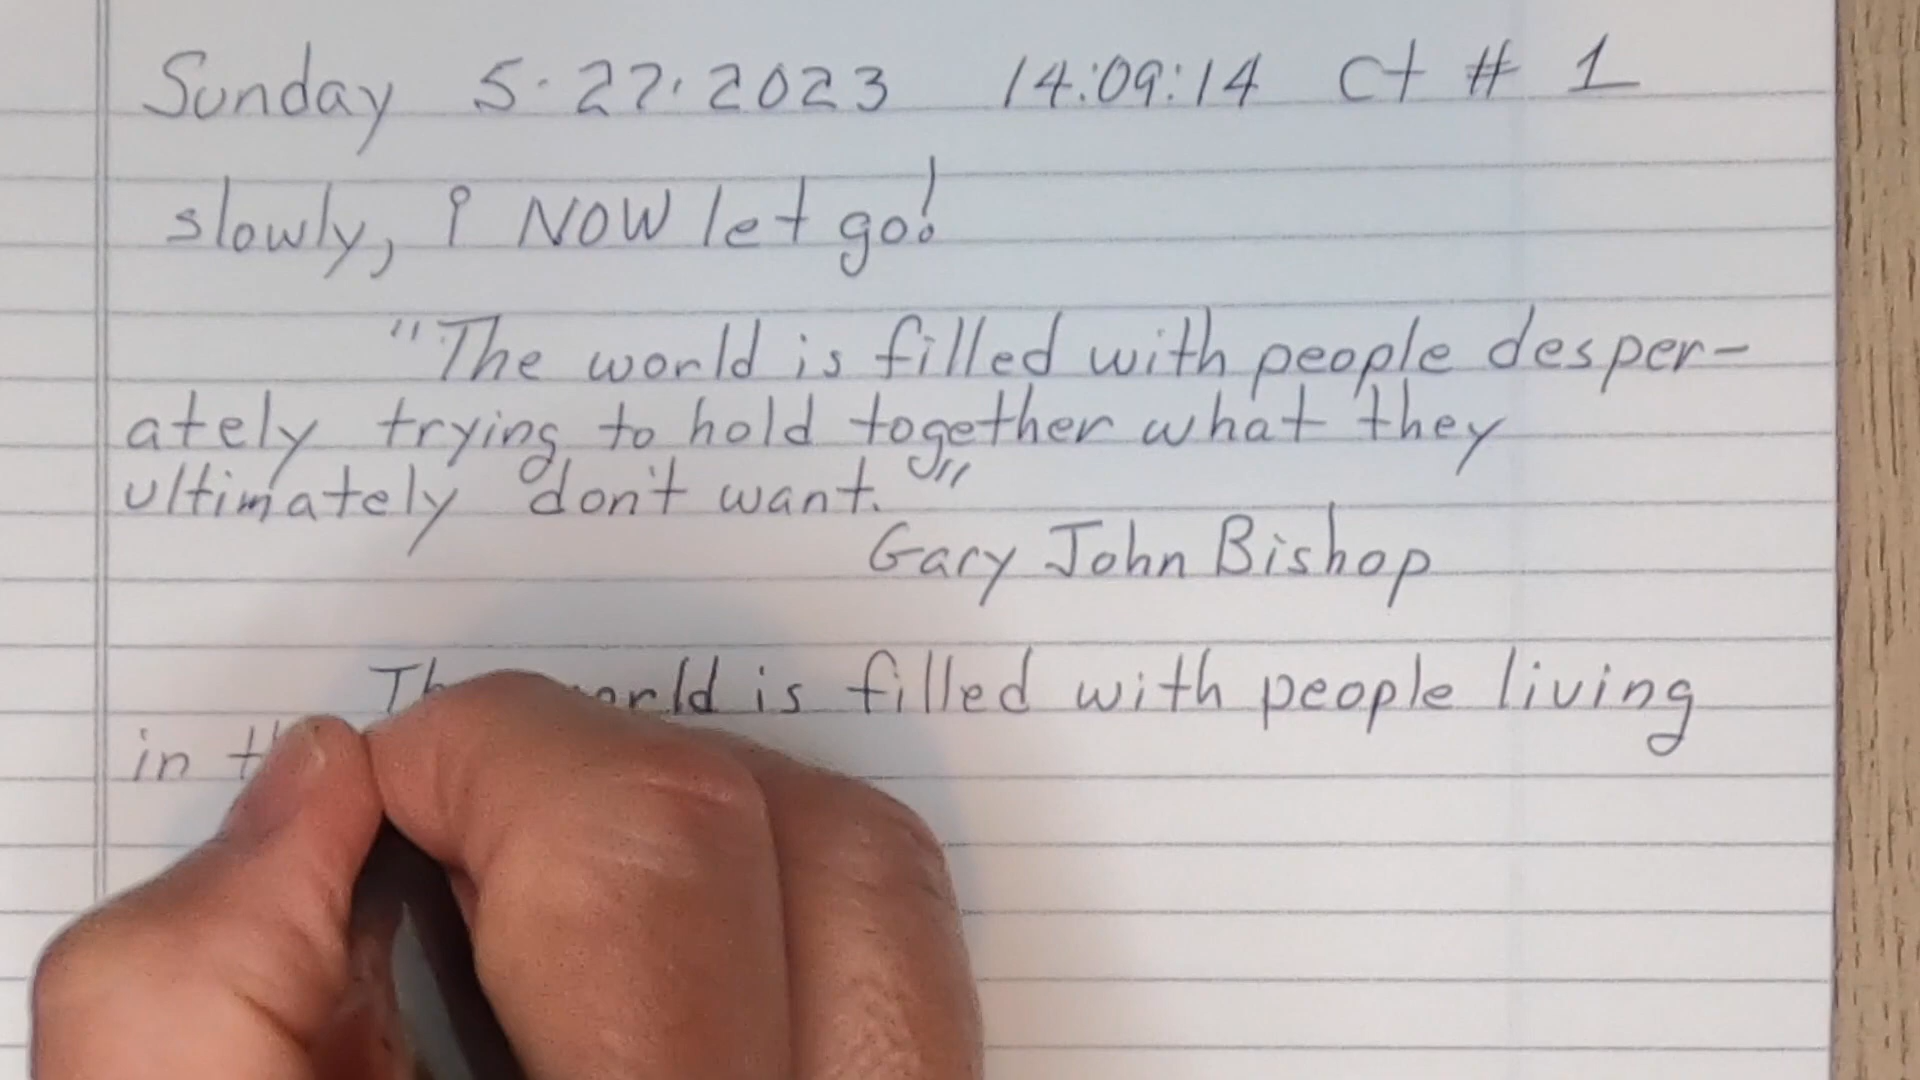 Sunday 5.27.2023 14:09:14 Ct # 1
slowly, i NOW let go!
"The world is filled with people desper-
ately trying to hold together what they
ultimately don't want."
Gary John Bishop
world is filled with people living
in